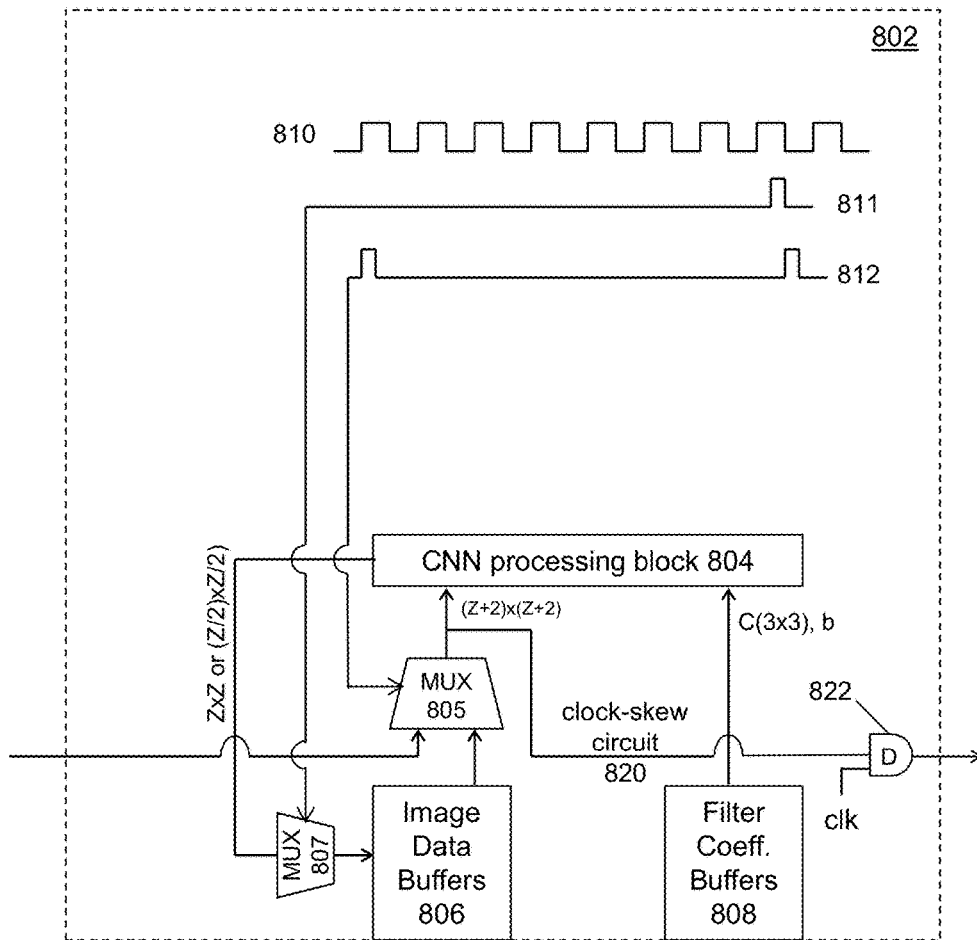 802
810
811
812
CNN processing block 804
ZxZ or (Z/2)xZ/2)
(Z+2)x(Z+2)
C(3x3), b
MUX
805
822
clock-skew
circuit
820
D
clk
MUX
807
Image
Data
Buffers
806
Filter
Coeff.
Buffers
808